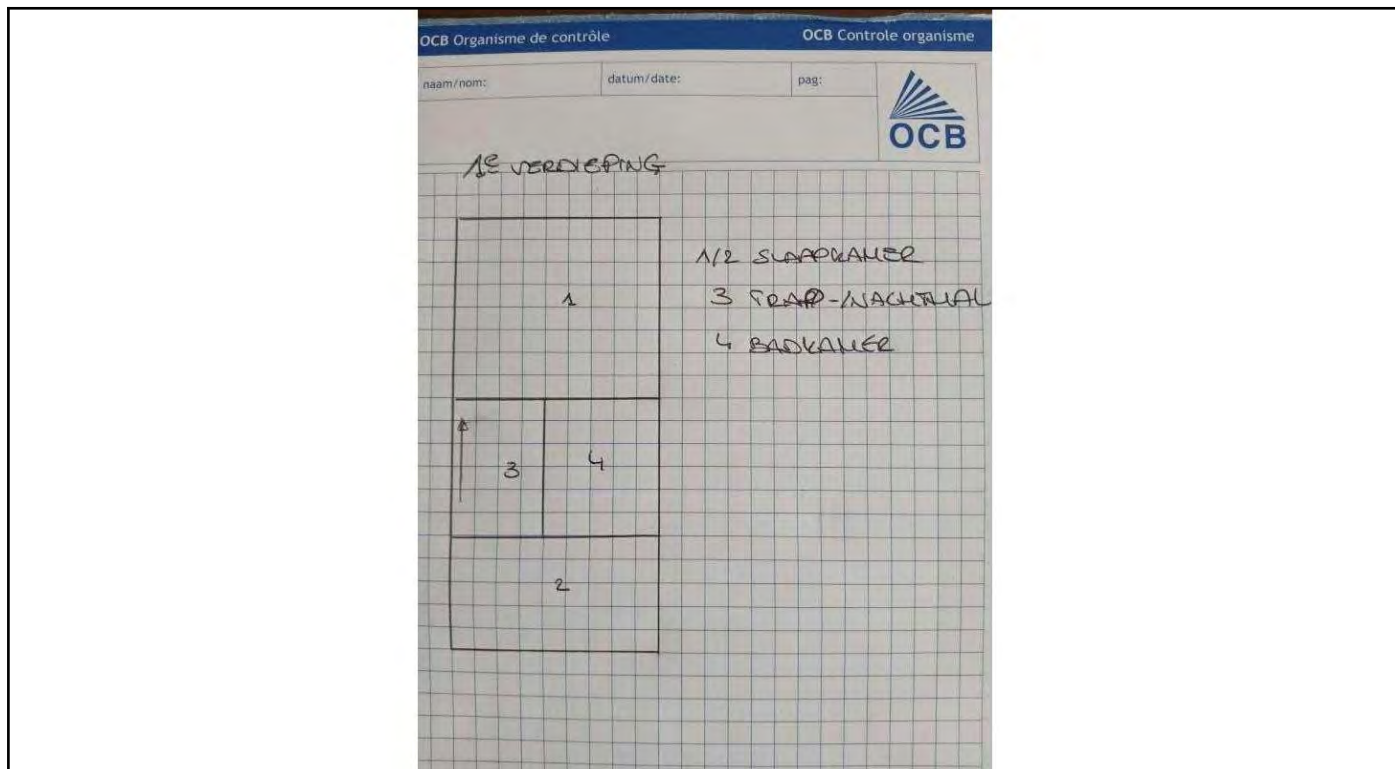 OCB Organisme de contrôle OCB Controle organisme
naam/nom: datum/date: pag:
OCB
1E VERDIEPING
1/2 SLAAPKAMER
1
3 TRAP-/NACHTHAL
4 BADKAMER
3 4
2